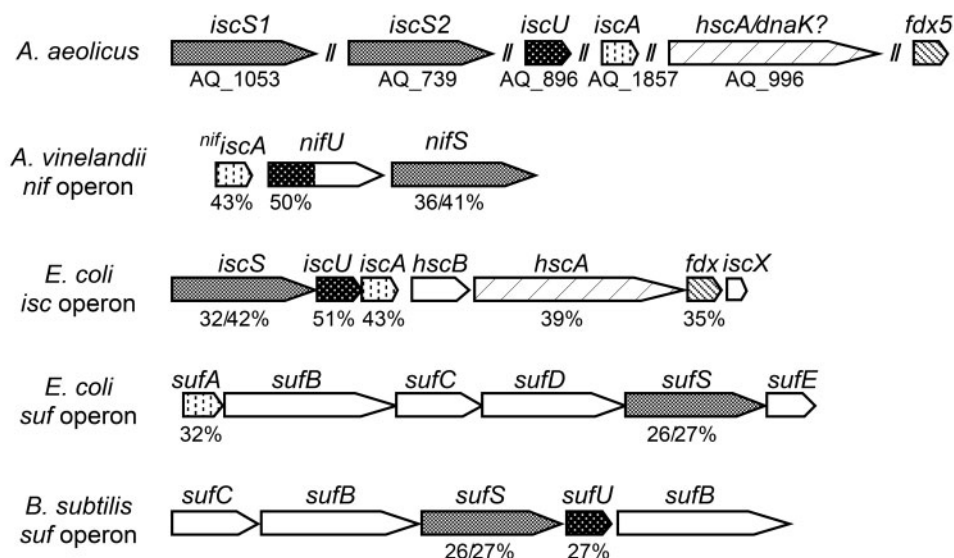 iscS1 iscS2 iscU iscA hscA/dnaK? fdx5
A. aeolicus // // // // //
AQ_1053 AQ_739 AQ_896 AQ_1857 AQ_996
A. vinelandii
nif operon
nifiscA nifU nifS
43% 50% 36/41%
E. coli
isc operon
iscS iscU iscA hscB hscA fdx iscX
32/42% 51% 43% 39% 35%
E. coli
suf operon
sufA sufB sufC sufD sufS sufE
32% 26/27%
B. subtilis
suf operon
sufC sufB sufS sufU sufB
26/27% 27%